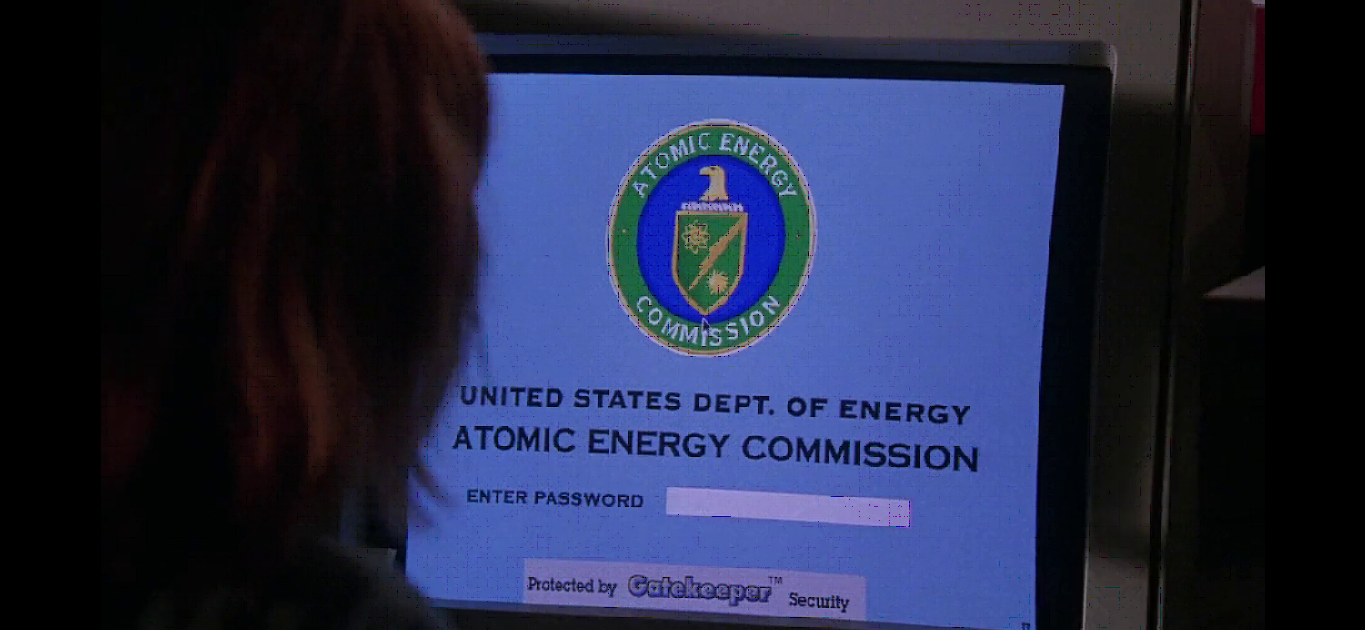 ATOMIC ENERGY
COMMISSION
UNITED STATES DEPT. OF ENERGY
ATOMIC ENERGY COMMISSION
ENTER PASSWORD
Protected by Gatekeeper™ Security